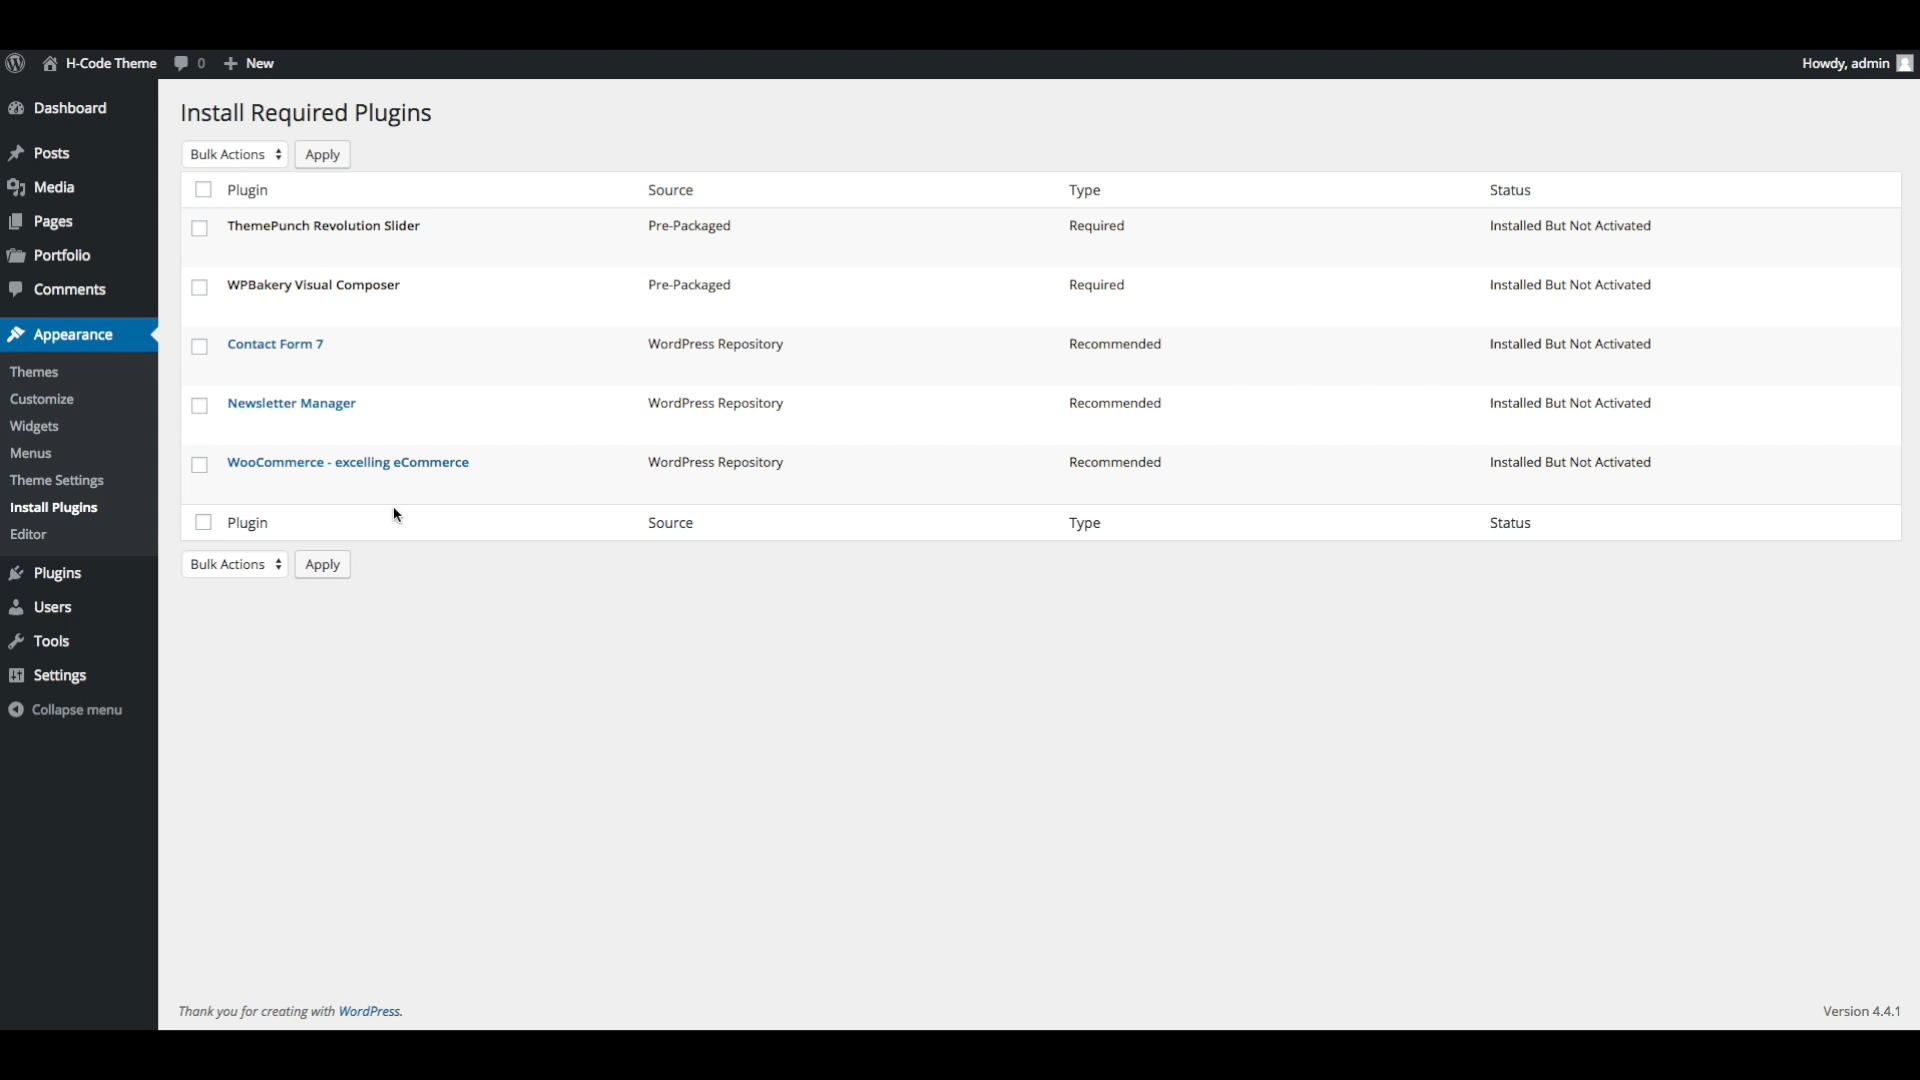 H-Code Theme 0 New Howdy, admin
Dashboard
Posts
Media
Pages
Portfolio
Comments
Appearance
Themes
Customize
Widgets
Menus
Theme Settings
Install Plugins
Editor
Plugins
Users
Tools
Settings
Collapse menu
Install Required Plugins
Bulk Actions Apply
Plugin Source Type Status
ThemePunch Revolution Slider Pre-Packaged Required Installed But Not Activated
WPBakery Visual Composer Pre-Packaged Required Installed But Not Activated
Contact Form 7 WordPress Repository Recommended Installed But Not Activated
Newsletter Manager WordPress Repository Recommended Installed But Not Activated
WooCommerce - excelling eCommerce WordPress Repository Recommended Installed But Not Activated
Plugin Source Type Status
Bulk Actions Apply
Thank you for creating with WordPress. Version 4.4.1